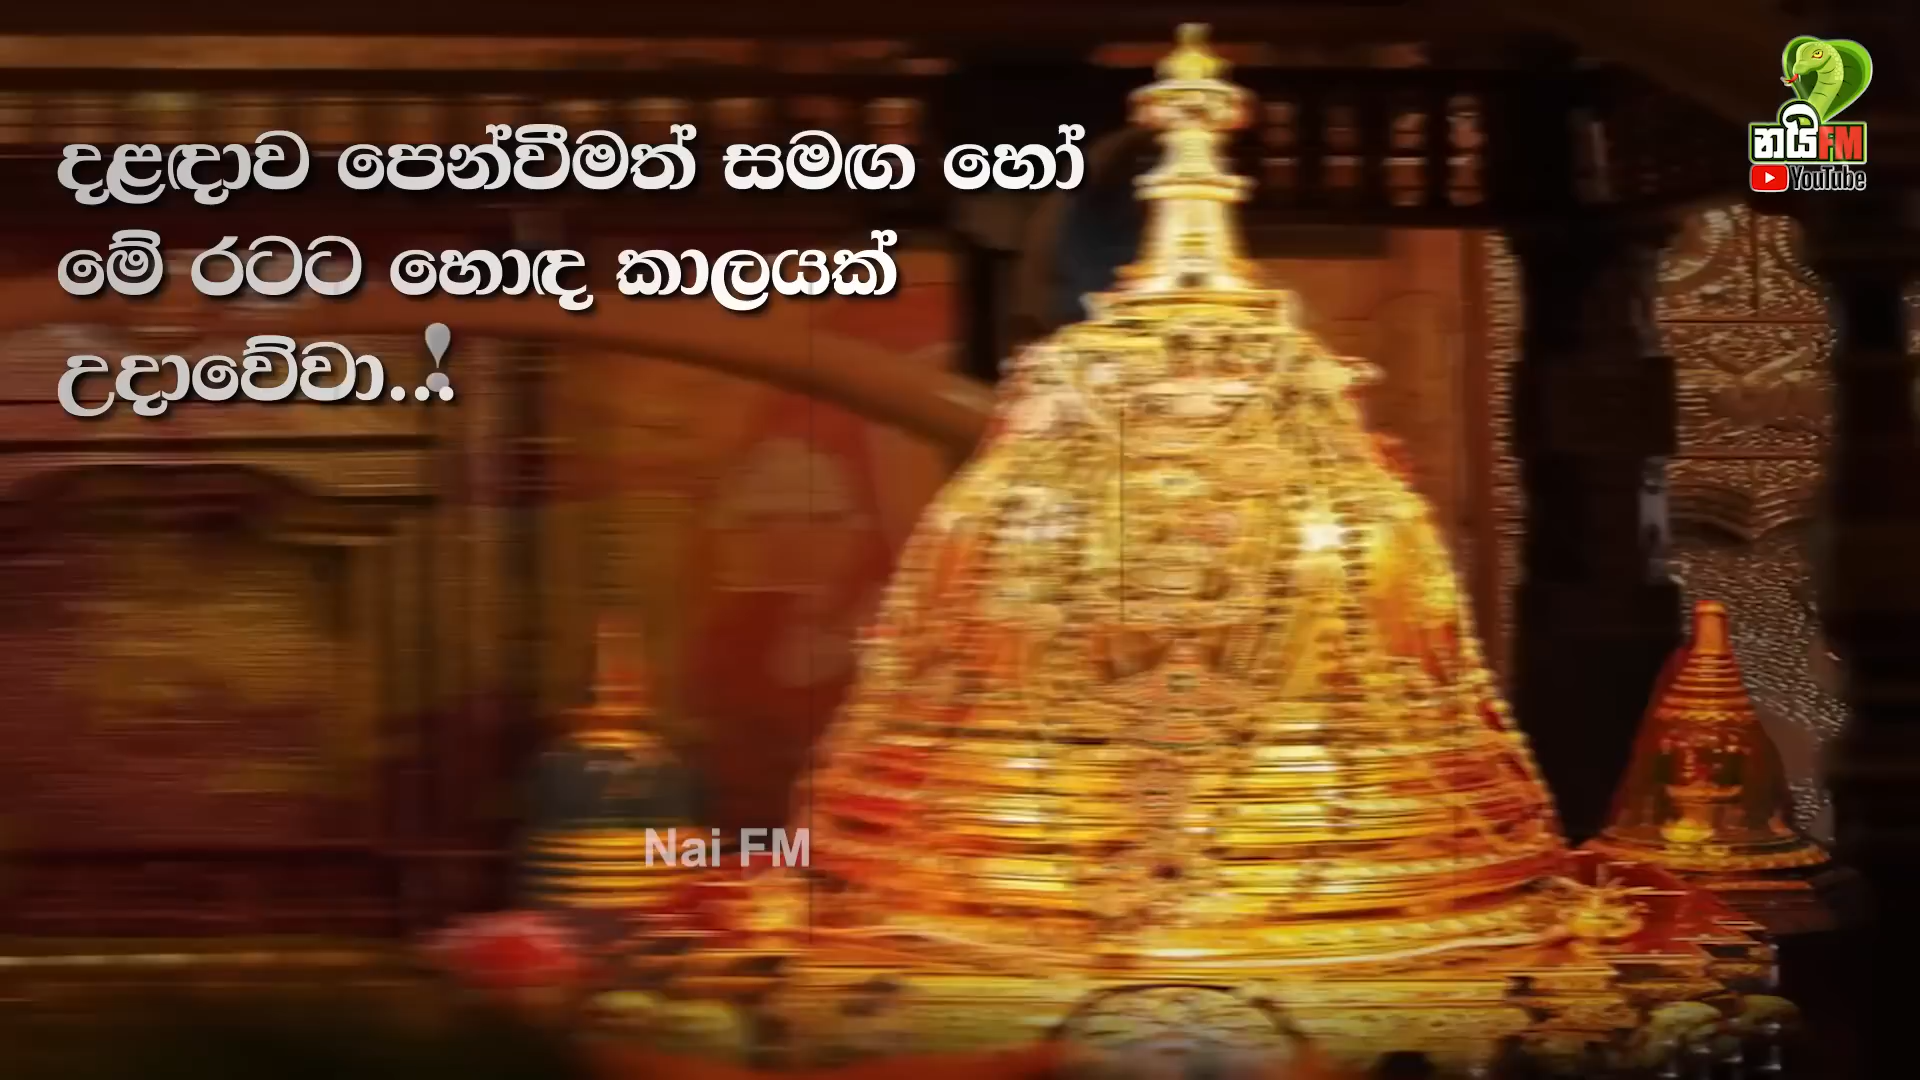 දළඳාව පෙන්වීමත් සමඟ හෝ
මේ රටට හොඳ කාලයක්
උදාවේවා..!
නයිFM
YouTube
Nai FM